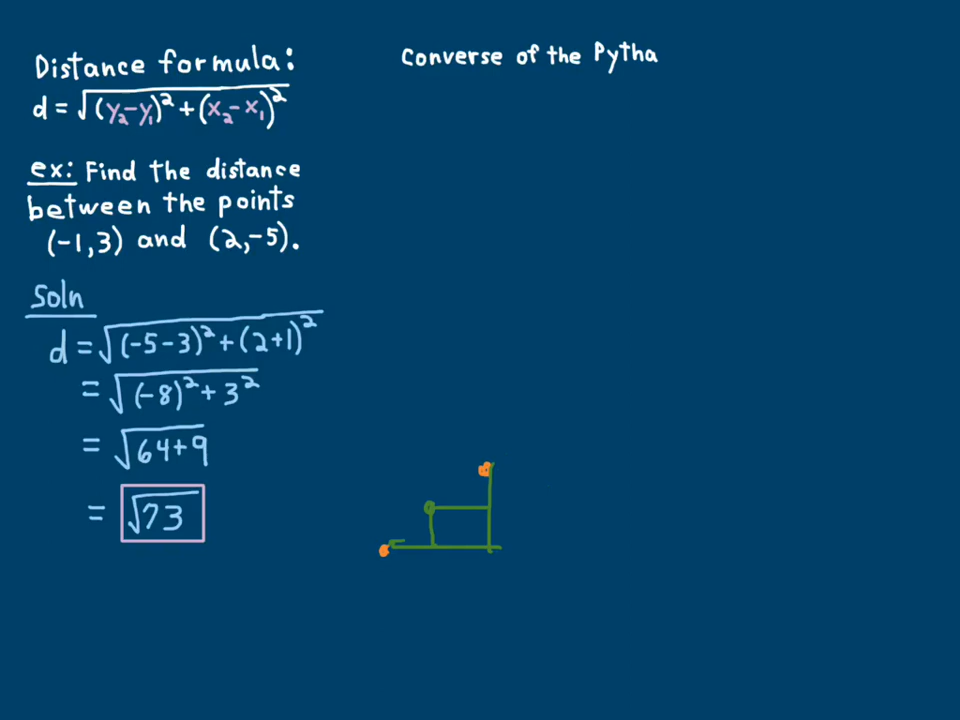 Distance formula:
d = √(y₂-y₁)² + (x₂-x₁)²
ex: Find the distance
between the points
(-1,3) and (2,-5).
Soln
d = √(-5-3)² + (2+1)²
= √(-8)² + 3²
= √64+9
= √73
Converse of the Pytha